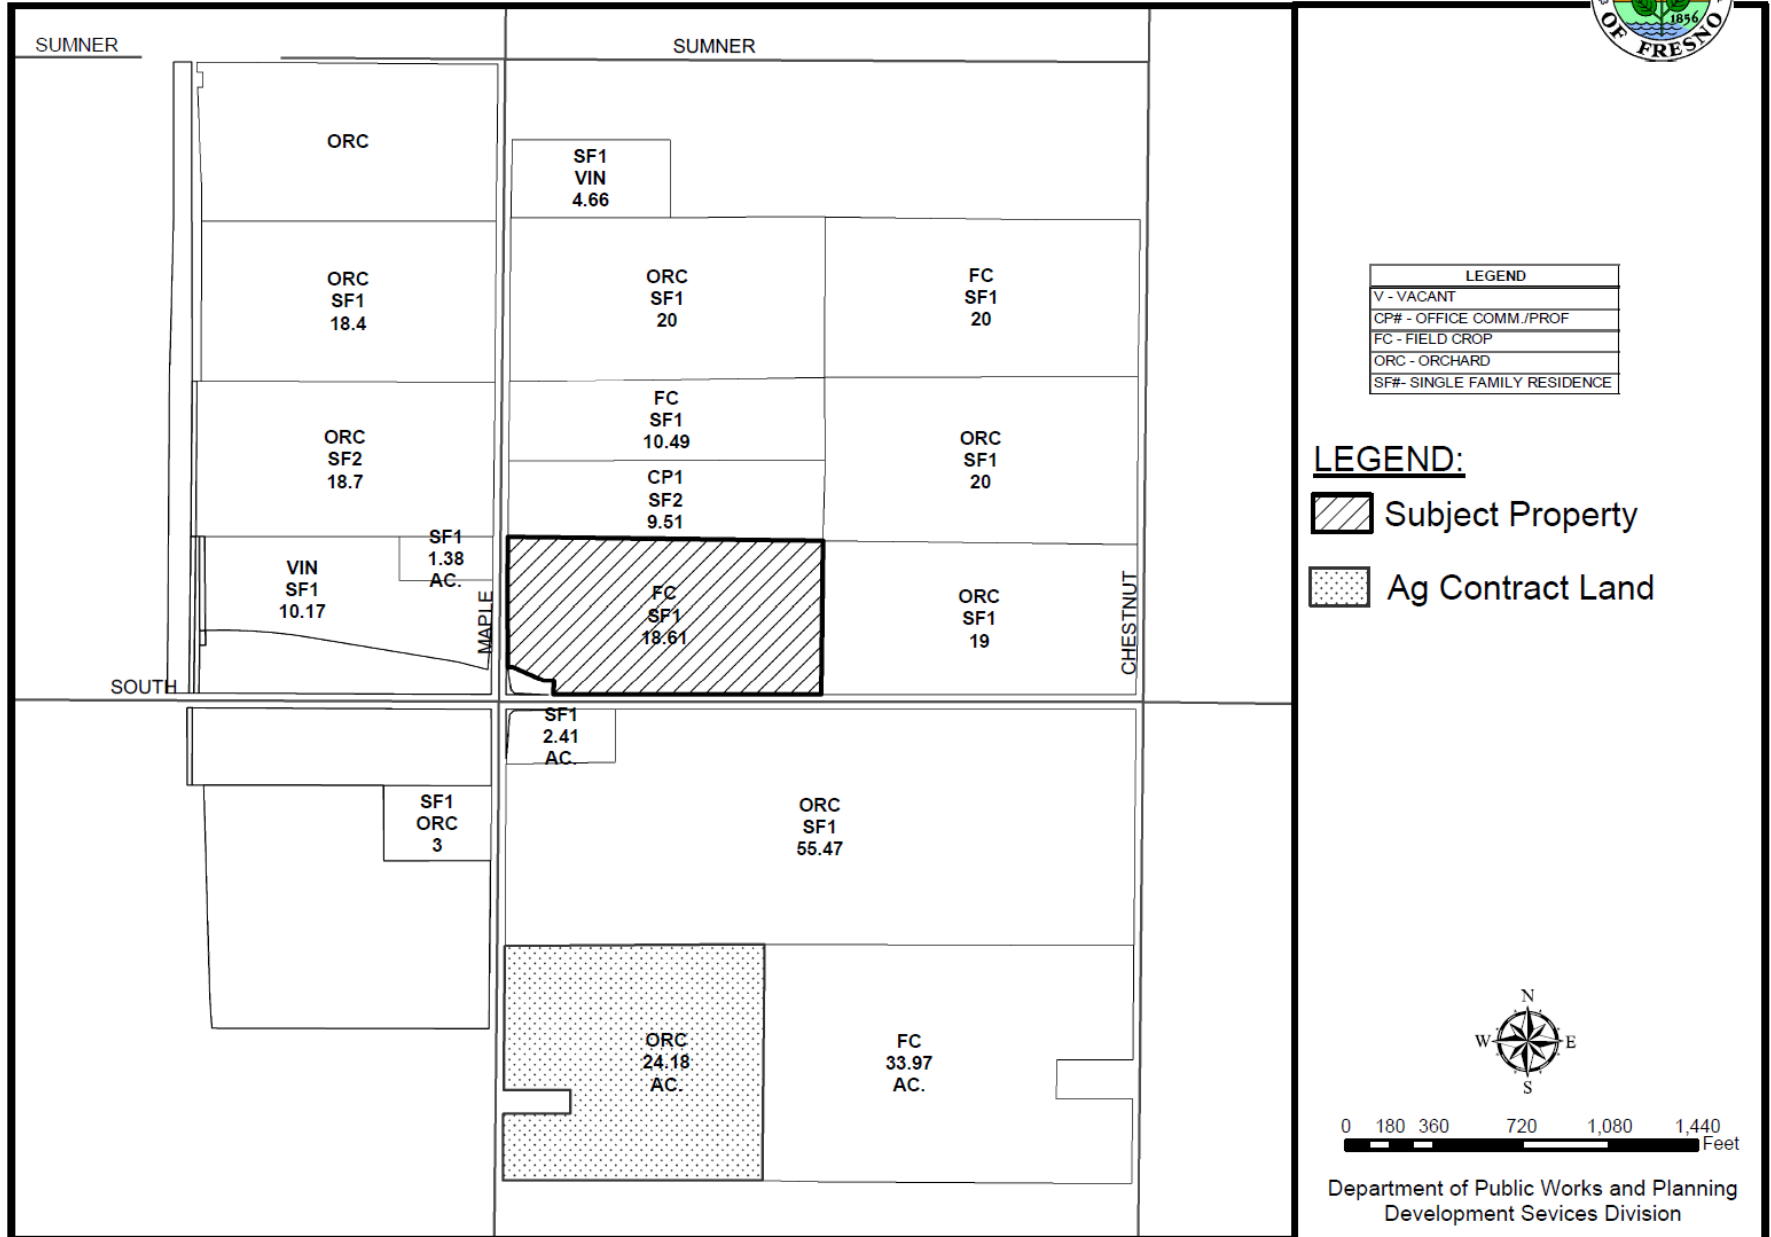 SUMNER
SUMNER
OF FRESNO
1856
ORC
SF1
VIN
4.66
ORC
SF1
18.4
ORC
SF1
20
FC
SF1
20
ORC
SF2
18.7
FC
SF1
10.49
CP1
SF2
9.51
ORC
SF1
20
SF1
1.38
AC.
VIN
SF1
10.17
MAPLE
FC
SF1
18.61
ORC
SF1
19
CHESTNUT
SOUTH
SF1
2.41
AC.
SF1
ORC
3
ORC
SF1
55.47
ORC
24.18
AC.
FC
33.97
AC.
LEGEND
V - VACANT
CP# - OFFICE COMM./PROF
FC - FIELD CROP
ORC - ORCHARD
SF#- SINGLE FAMILY RESIDENCE
LEGEND:
Subject Property
Ag Contract Land
N
W E
S
0 180 360 720 1,080 1,440
Feet
Department of Public Works and Planning
Development Sevices Division